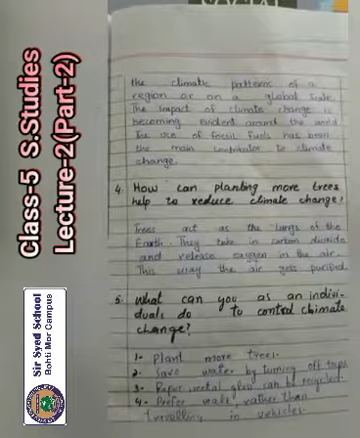 SOCIAL
Class-5 S.Studies
Lecture-2(Part-2)
Sir Syed School
Bohti Mor Campus
the climatic patterns of a
region or on a global scale.
The impact of climate change is
becoming evident around the world
The use of fossil fuels has been
the main contributor to climate
change.
4. How can planting more trees
help to reduce climate change?
Trees act as the lungs of the
Earth. They take in carbon dioxide
and release oxygen in the air.
This way the air gets purified.
5. What can you as an indivi-
duals do to control climate
change?
1- Plant more trees.
2- Save water by turning off taps
3- metal glass can be recycled.
4- Prefer walk rather than
travelling in vehicles.